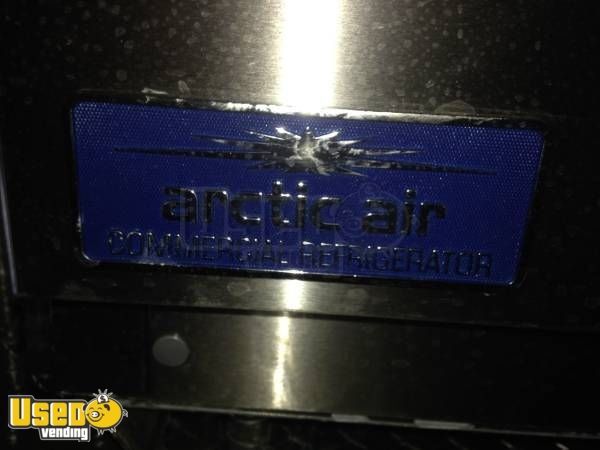 arctic air
COMMERCIAL REFRIGERATOR
USED
vending